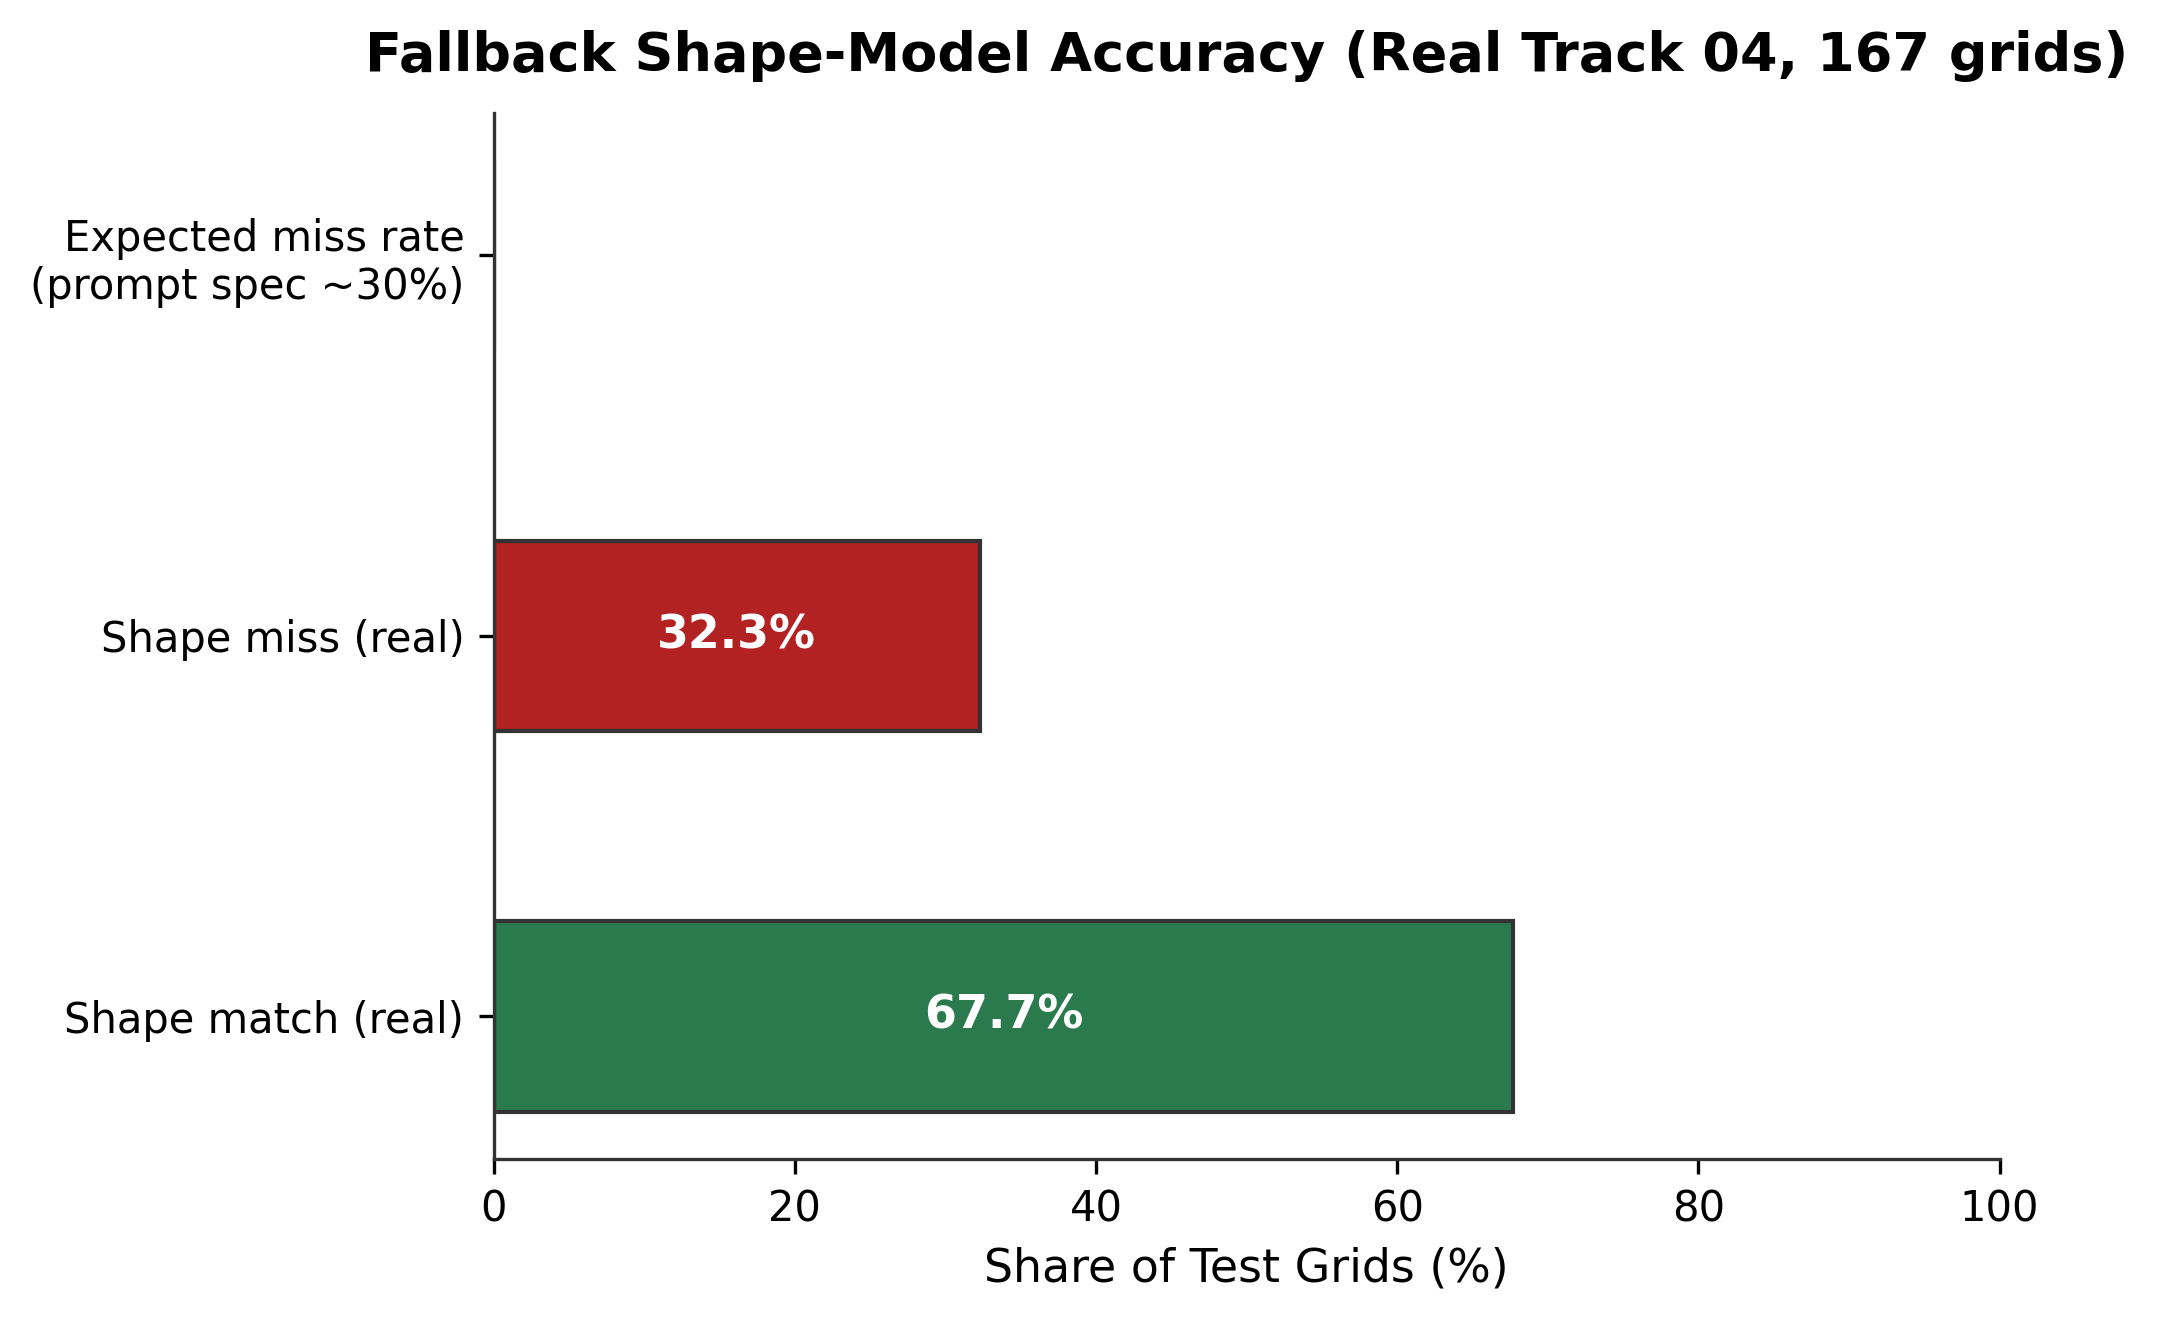 Fallback Shape-Model Accuracy (Real Track 04, 167 grids)
Expected miss rate
(prompt spec ~30%)
Shape miss (real)
32.3%
Shape match (real)
67.7%
0 20 40 60 80 100
Share of Test Grids (%)